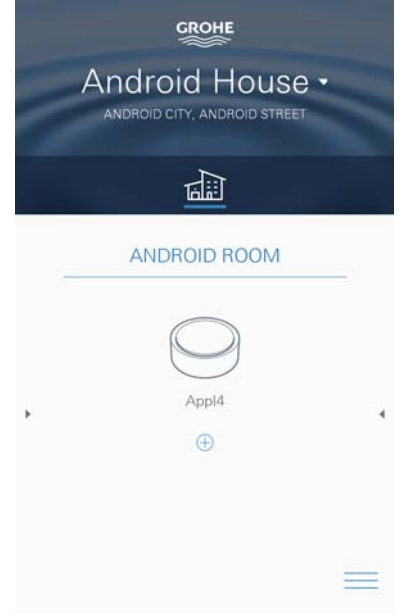 GROHE
Android House
ANDROID CITY, ANDROID STREET
ANDROID ROOM
Appl4